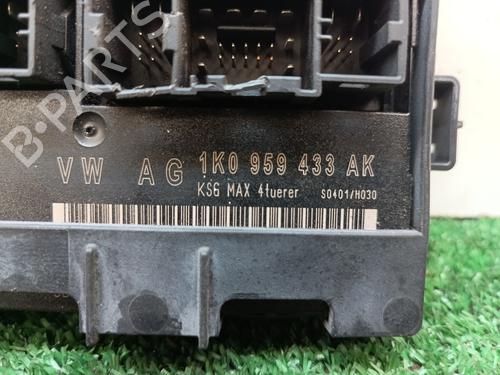 B-PARTS
VW AG 1K0 959 433 AK
KSG MAX 4tuerer S0401/H030